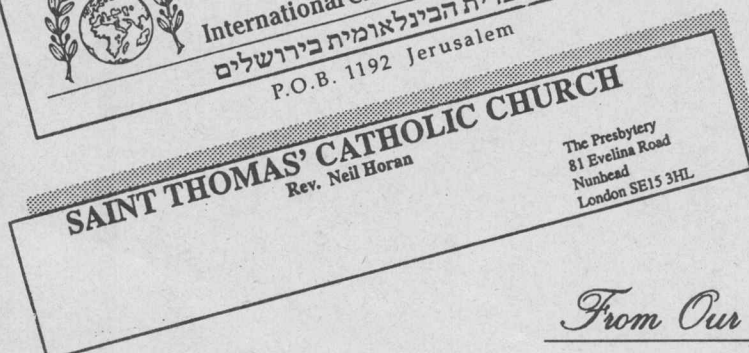 International
הבינלאומית בירושלים
P.O.B. 1192 Jerusalem
SAINT THOMAS' CATHOLIC CHURCH
Rev. Neil Horan
The Presbytery
81 Evelina Road
Nunhead
London SE15 3HL
From Our